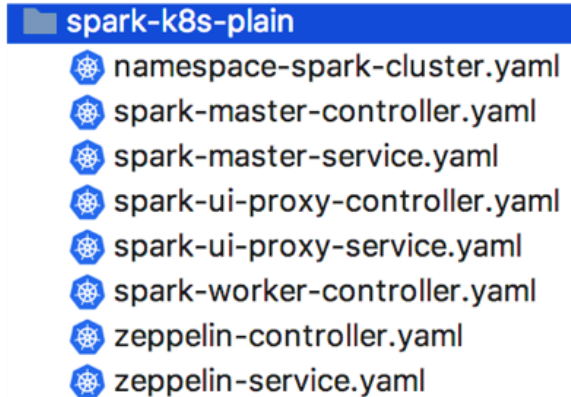 spark-k8s-plain
namespace-spark-cluster.yaml
spark-master-controller.yaml
spark-master-service.yaml
spark-ui-proxy-controller.yaml
spark-ui-proxy-service.yaml
spark-worker-controller.yaml
zeppelin-controller.yaml
zeppelin-service.yaml